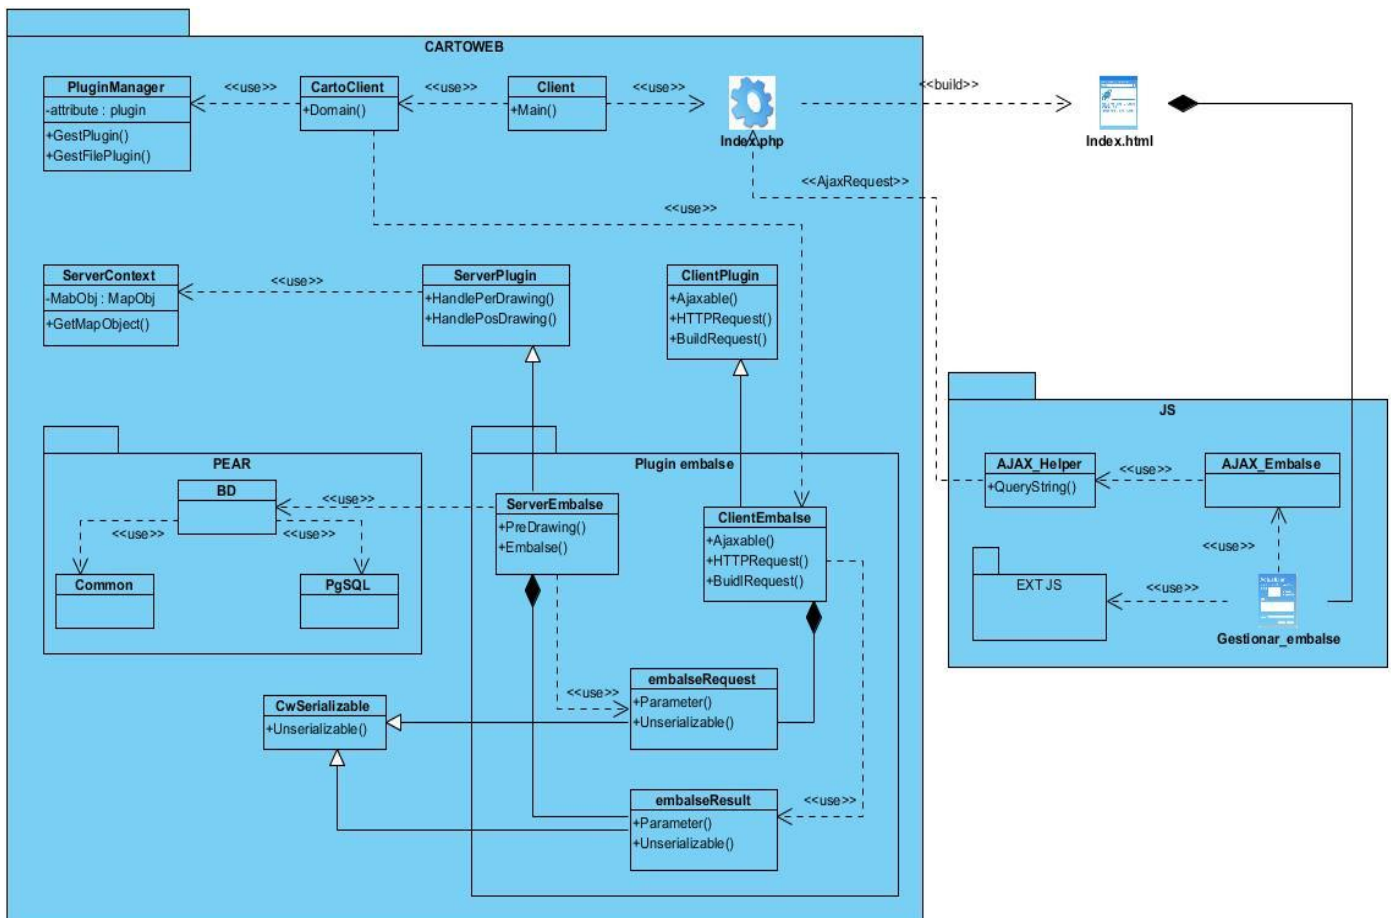 CARTOWEB
PluginManager
-attribute : plugin
+GestPlugin()
+GestFilePlugin()
<<use>>
CartoClient
+Domain()
<<use>>
Client
+Main()
<<use>>
Index.php
<<build>>
Index.html
<<AjaxRequest>>
<<use>>
ServerContext
-MabObj : MapObj
+GetMapObject()
<<use>>
ServerPlugin
+HandlePerDrawing()
+HandlePosDrawing()
ClientPlugin
+Ajaxable()
+HTTPRequest()
+BuildRequest()
PEAR
BD
<<use>>
<<use>>
<<use>>
Common
PgSQL
Plugin embalse
ServerEmbalse
+PreDrawing()
+Embalse()
ClientEmbalse
+Ajaxable()
+HTTPRequest()
+BuidlRequest()
<<use>>
embalseRequest
+Parameter()
+Unserializable()
CwSerializable
+Unserializable()
embalseResult
+Parameter()
+Unserializable()
<<use>>
JS
AJAX_Helper
+QueryString()
<<use>>
AJAX_Embalse
<<use>>
EXT JS
<<use>>
Gestionar_embalse